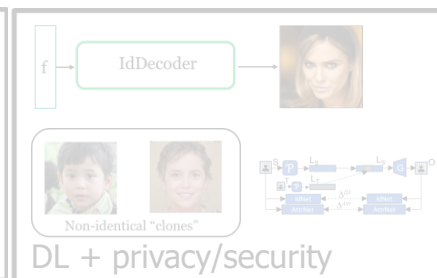 f
IdDecoder
Non-identical "clones"
S
P
G
O
DL + privacy/security